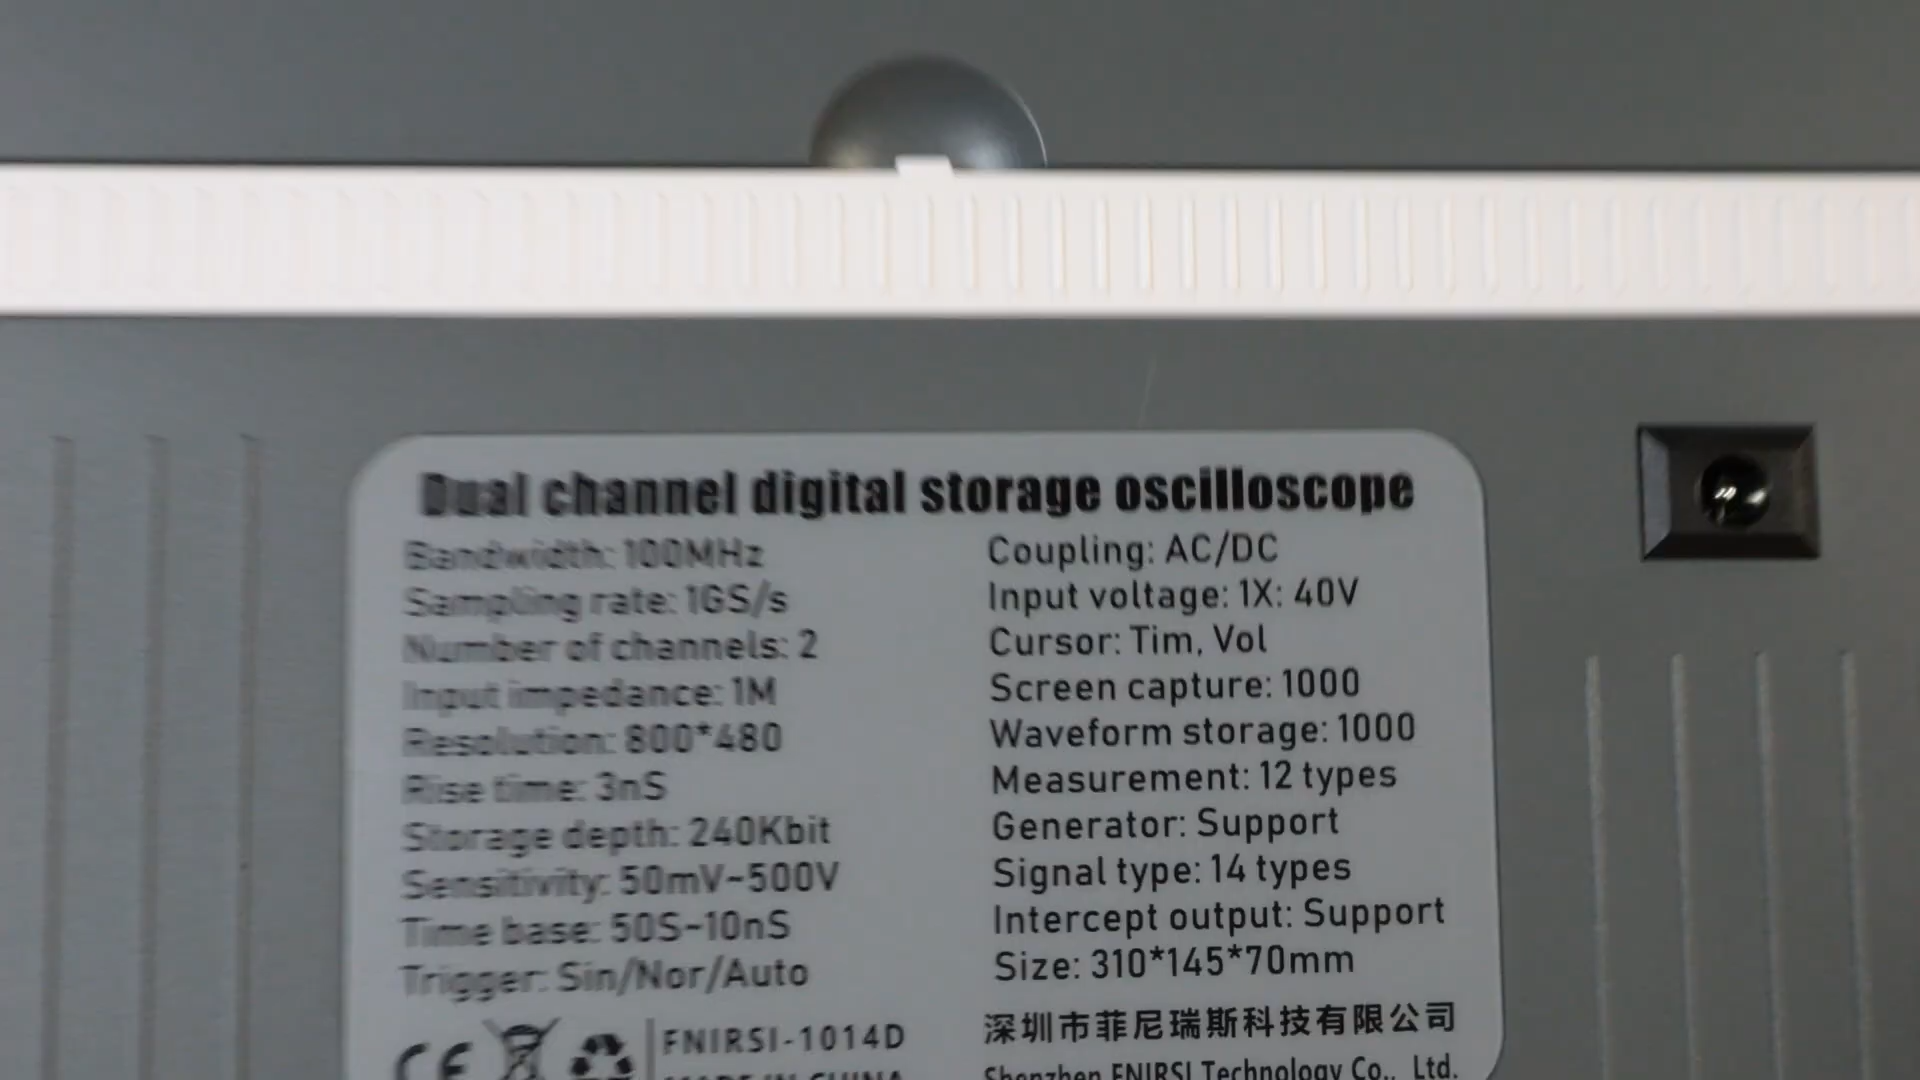 Dual channel digital storage oscilloscope
Bandwidth: 100MHz
Sampling rate: 1GS/s
Number of channels: 2
Input impedance: 1M
Resolution: 800*480
Rise time: 3nS
Storage depth: 240Kbit
Sensitivity: 50mV~500V
Time base: 50S~10nS
Trigger: Sin/Nor/Auto
Coupling: AC/DC
Input voltage: 1X: 40V
Cursor: Tim, Vol
Screen capture: 1000
Waveform storage: 1000
Measurement: 12 types
Generator: Support
Signal type: 14 types
Intercept output: Support
Size: 310*145*70mm
CE
FNIRSI-1014D
MADE IN CHINA
深圳市菲尼瑞斯科技有限公司
Shenzhen FNIRSI Technology Co., Ltd.